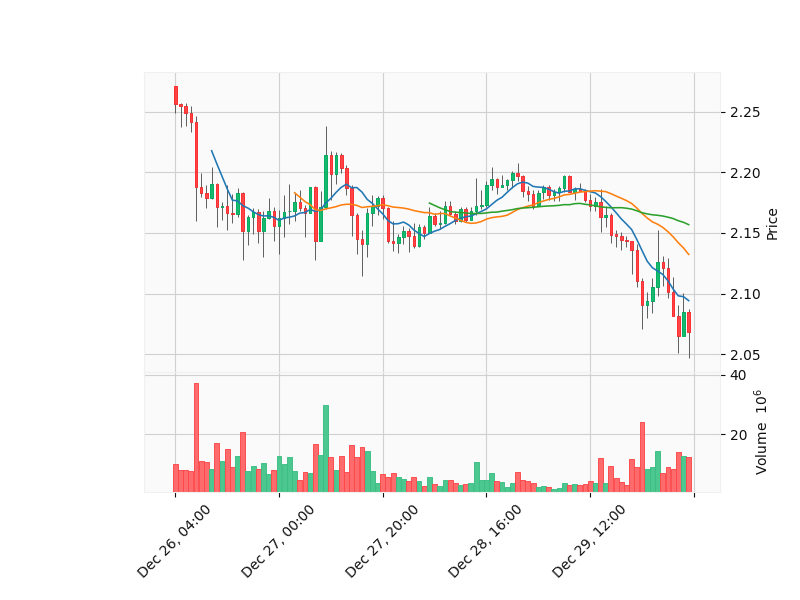 2.25
2.20
2.15
2.10
2.05
Price
40
20
Volume 10⁶
Dec 26, 04:00
Dec 27, 00:00
Dec 27, 20:00
Dec 28, 16:00
Dec 29, 12:00